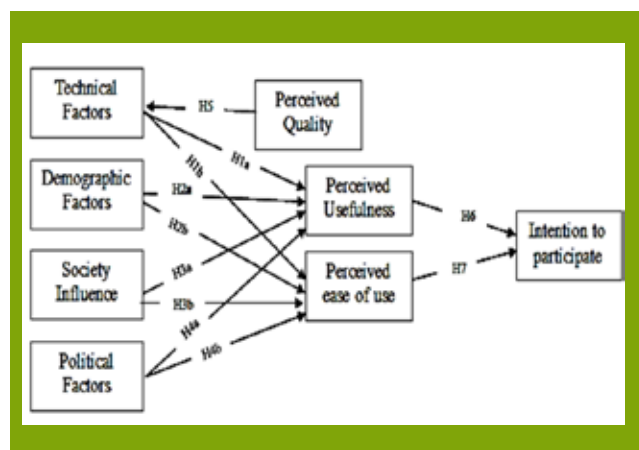 Technical
Factors
H5
Perceived
Quality
H1a
H1b
Demographic
Factors
H2a
H2b
Perceived
Usefulness
H6
Intention to
participate
Society
Influence
H3a
H3b
Perceived
ease of use
H7
Political
Factors
H4a
H4b